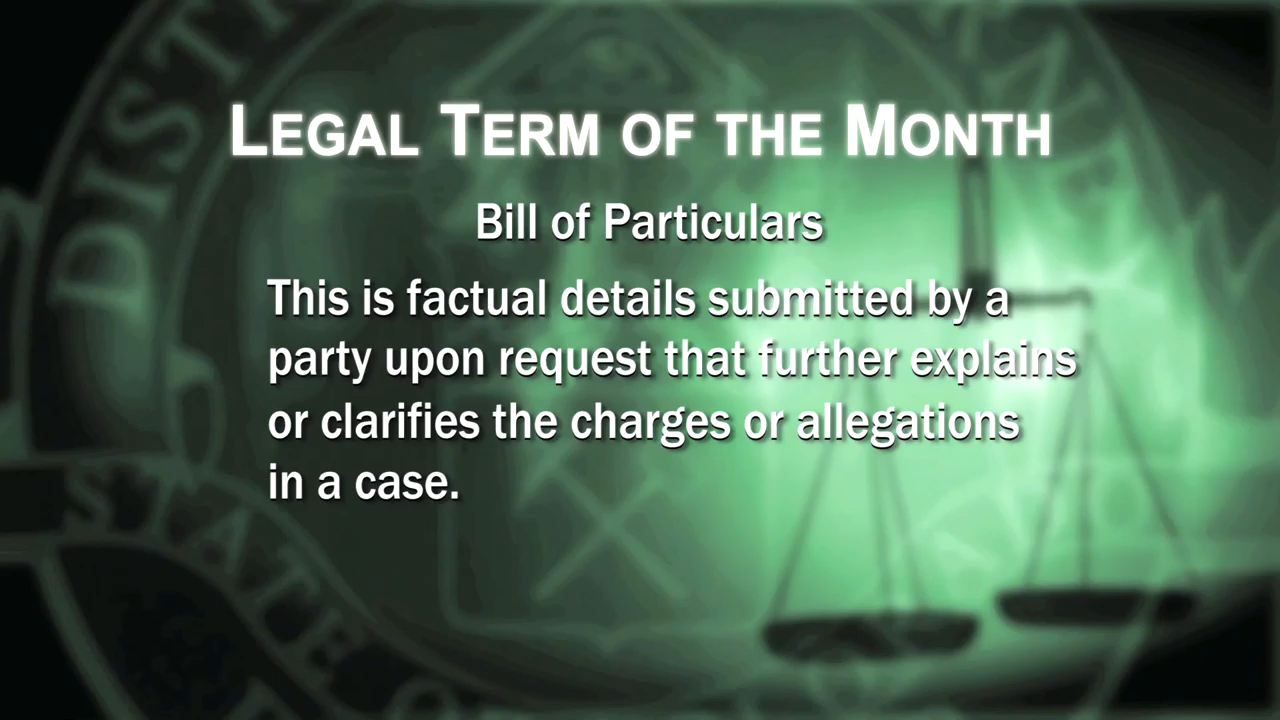 LEGAL TERM OF THE MONTH
Bill of Particulars
This is factual details submitted by a
party upon request that further explains
or clarifies the charges or allegations
in a case.
STATE